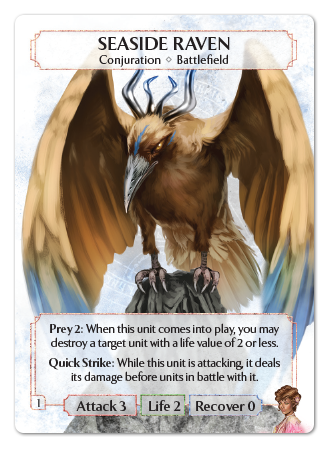 SEASIDE RAVEN
Conjuration ◇ Battlefield
Prey 2: When this unit comes into play, you may
destroy a target unit with a life value of 2 or less.
Quick Strike: While this unit is attacking, it deals
its damage before units in battle with it.
1 Attack 3 Life 2 Recover 0